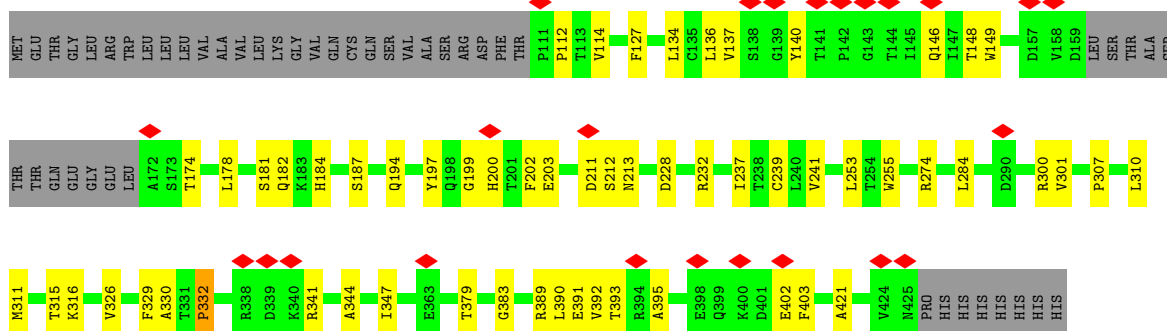 MET GLU THR GLY LEU ARG TRP LEU LEU LEU VAL ALA VAL LEU LYS GLY VAL GLN CYS GLN SER VAL ALA SER ARG ASP PHE THR P111 P112 T113 V114 F127 L134 C135 L136 V137 S138 G139 Y140 T141 P142 G143 T144 I145 Q146 I147 T148 W149 D157 V158 D159 LEU SER THR ALA SER
THR THR GLN GLU GLY GLU LEU A172 S173 T174 L178 S181 Q182 K183 H184 S187 Q194 Y197 Q198 G199 H200 T201 F202 E203 D211 S212 N213 D228 R232 I237 T238 C239 L240 V241 L253 T254 W255 R274 L284 D290 R300 V301 P307 L310
M311 T315 K316 V326 F329 A330 T331 P332 R338 D339 K340 R341 A344 I347 E363 T379 G383 R389 L390 E391 V392 T393 R394 A395 E398 Q399 K400 D401 E402 F403 A421 V424 N425 PRO HIS HIS HIS HIS HIS HIS